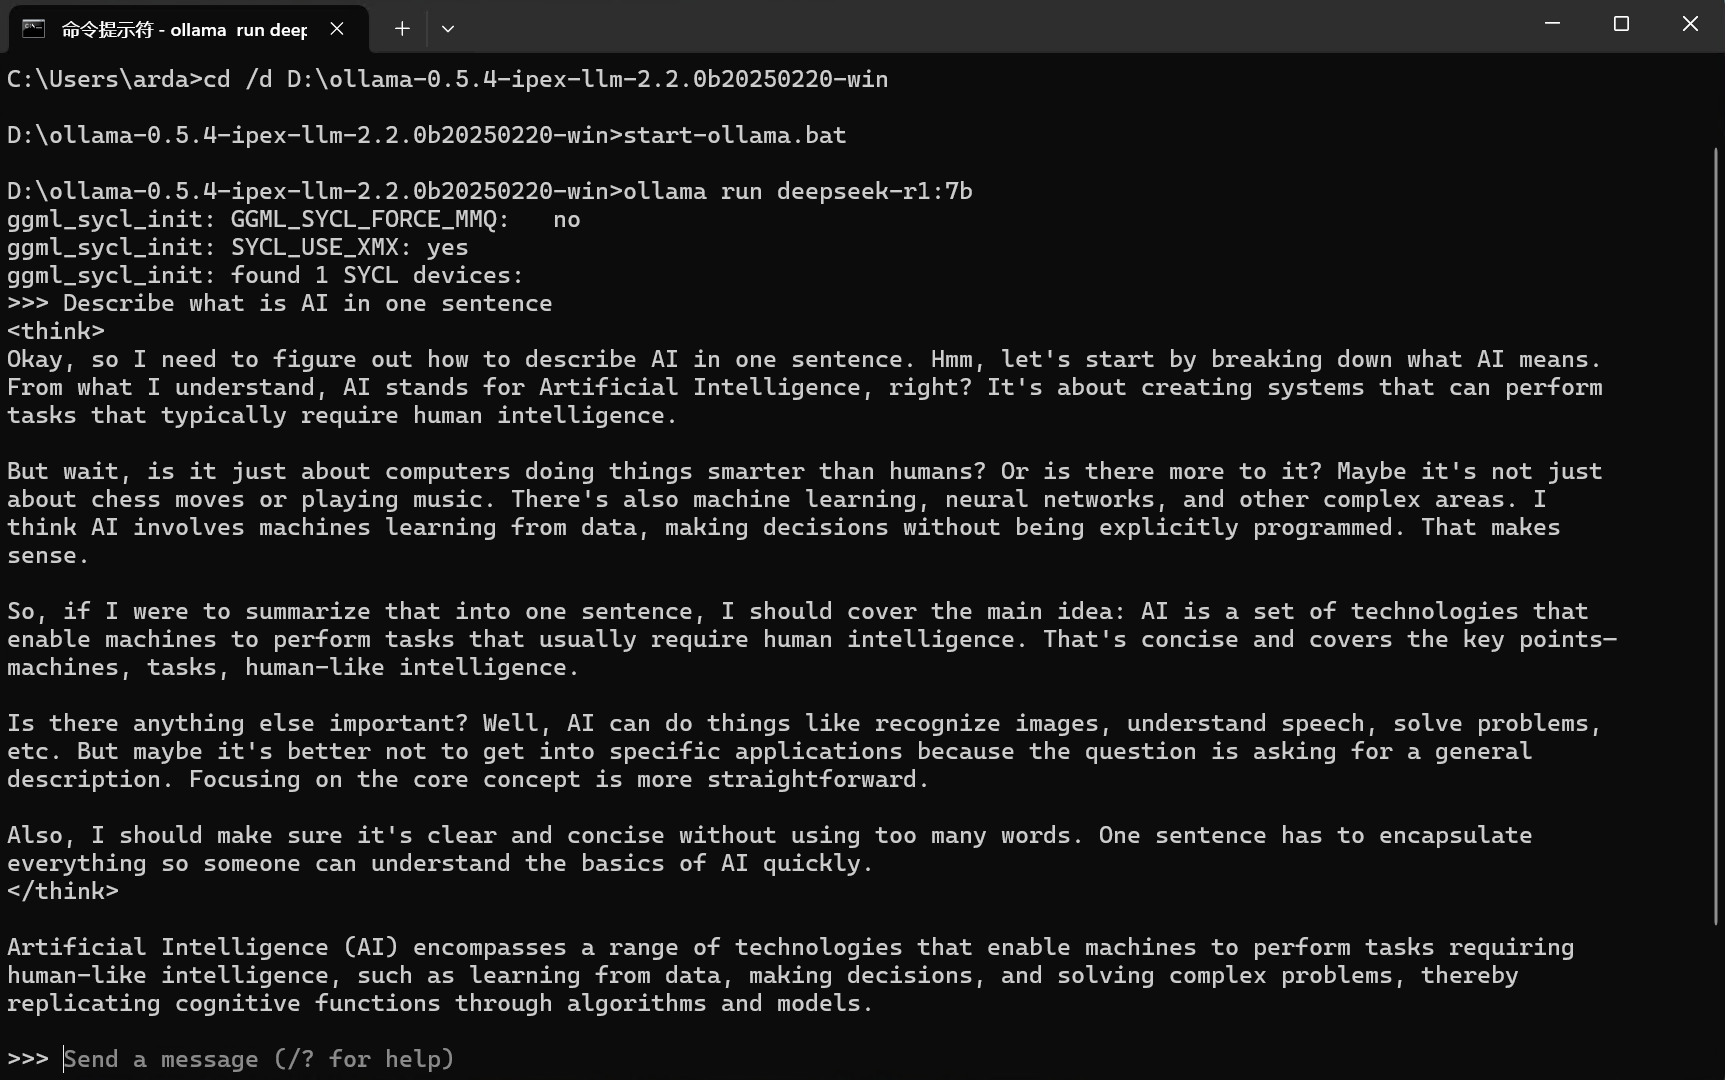 命令提示符 - ollama  run deep
C:\Users\arda>cd /d D:\ollama-0.5.4-ipex-llm-2.2.0b20250220-win
D:\ollama-0.5.4-ipex-llm-2.2.0b20250220-win>start-ollama.bat
D:\ollama-0.5.4-ipex-llm-2.2.0b20250220-win>ollama run deepseek-r1:7b
ggml_sycl_init: GGML_SYCL_FORCE_MMQ:   no
ggml_sycl_init: SYCL_USE_XMX: yes
ggml_sycl_init: found 1 SYCL devices:
>>> Describe what is AI in one sentence
<think>
Okay, so I need to figure out how to describe AI in one sentence. Hmm, let's start by breaking down what AI means.
From what I understand, AI stands for Artificial Intelligence, right? It's about creating systems that can perform
tasks that typically require human intelligence.
But wait, is it just about computers doing things smarter than humans? Or is there more to it? Maybe it's not just
about chess moves or playing music. There's also machine learning, neural networks, and other complex areas. I
think AI involves machines learning from data, making decisions without being explicitly programmed. That makes
sense.
So, if I were to summarize that into one sentence, I should cover the main idea: AI is a set of technologies that
enable machines to perform tasks that usually require human intelligence. That's concise and covers the key points—
machines, tasks, human-like intelligence.
Is there anything else important? Well, AI can do things like recognize images, understand speech, solve problems,
etc. But maybe it's better not to get into specific applications because the question is asking for a general
description. Focusing on the core concept is more straightforward.
Also, I should make sure it's clear and concise without using too many words. One sentence has to encapsulate
everything so someone can understand the basics of AI quickly.
</think>
Artificial Intelligence (AI) encompasses a range of technologies that enable machines to perform tasks requiring
human-like intelligence, such as learning from data, making decisions, and solving complex problems, thereby
replicating cognitive functions through algorithms and models.
>>> Send a message (/? for help)